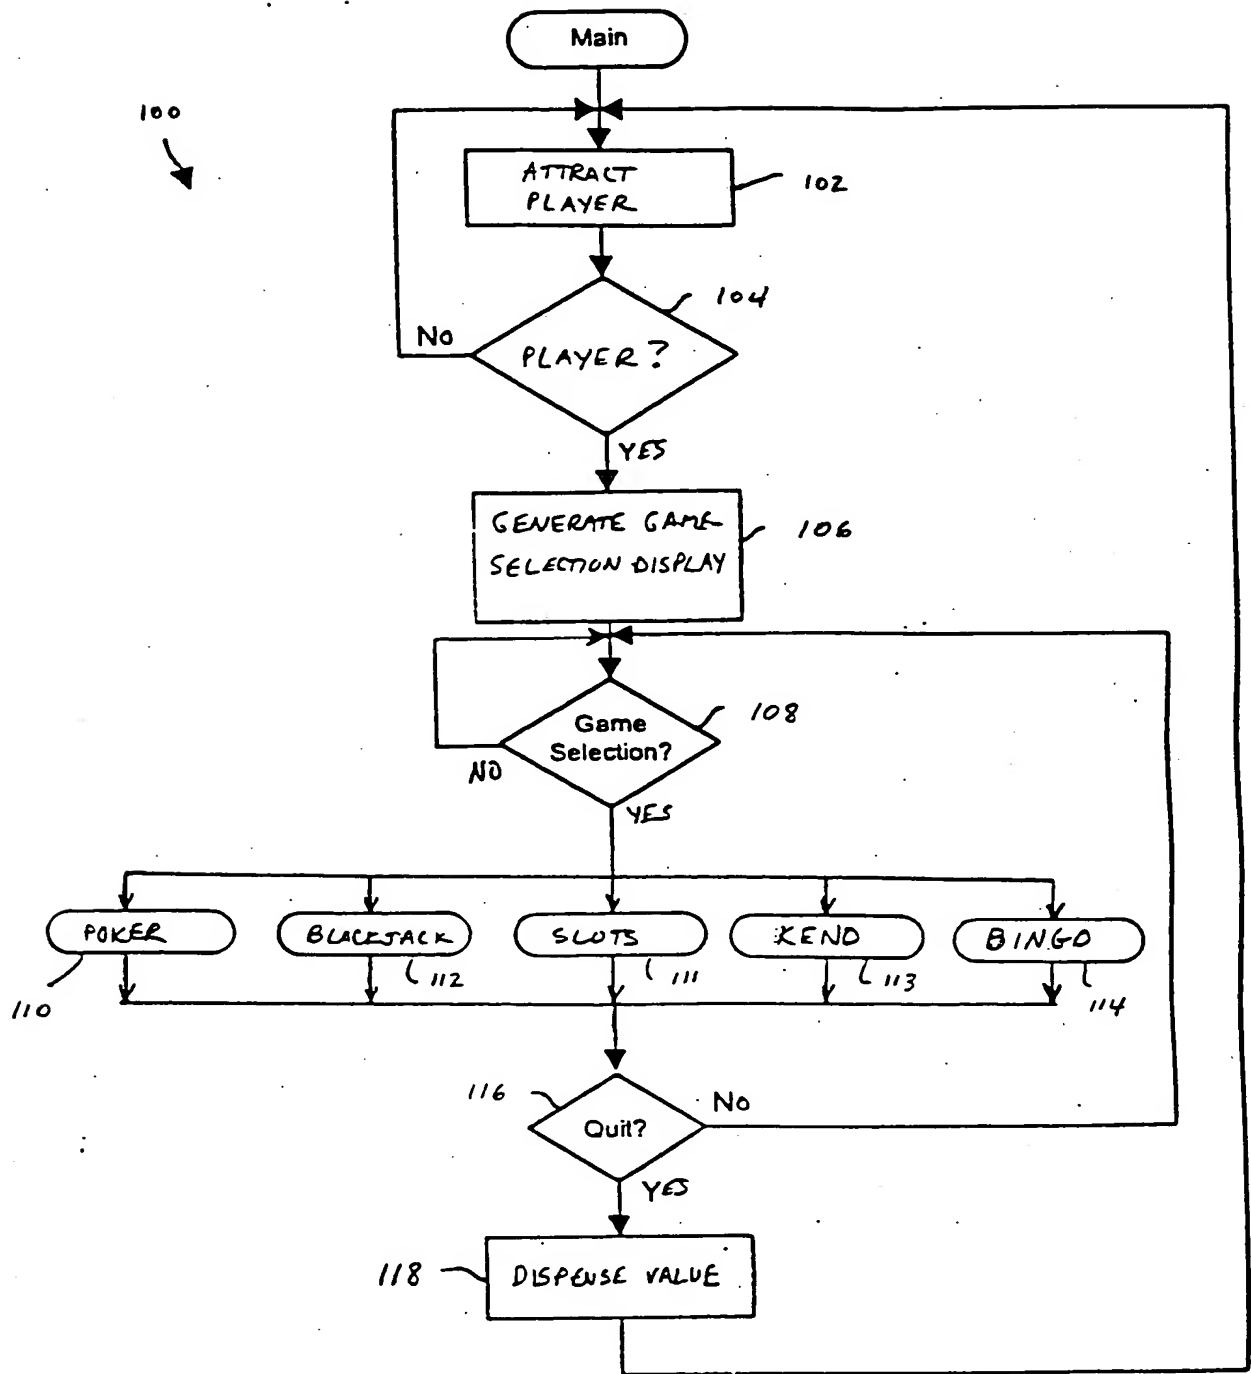 Main
100
ATTRACT
PLAYER
102
104
No
PLAYER?
YES
GENERATE GAME
SELECTION DISPLAY
106
Game
Selection?
108
NO
YES
POKER
BLACKJACK
SLOTS
KENO
BINGO
110
112
111
113
114
116
Quit?
No
YES
118
DISPENSE VALUE